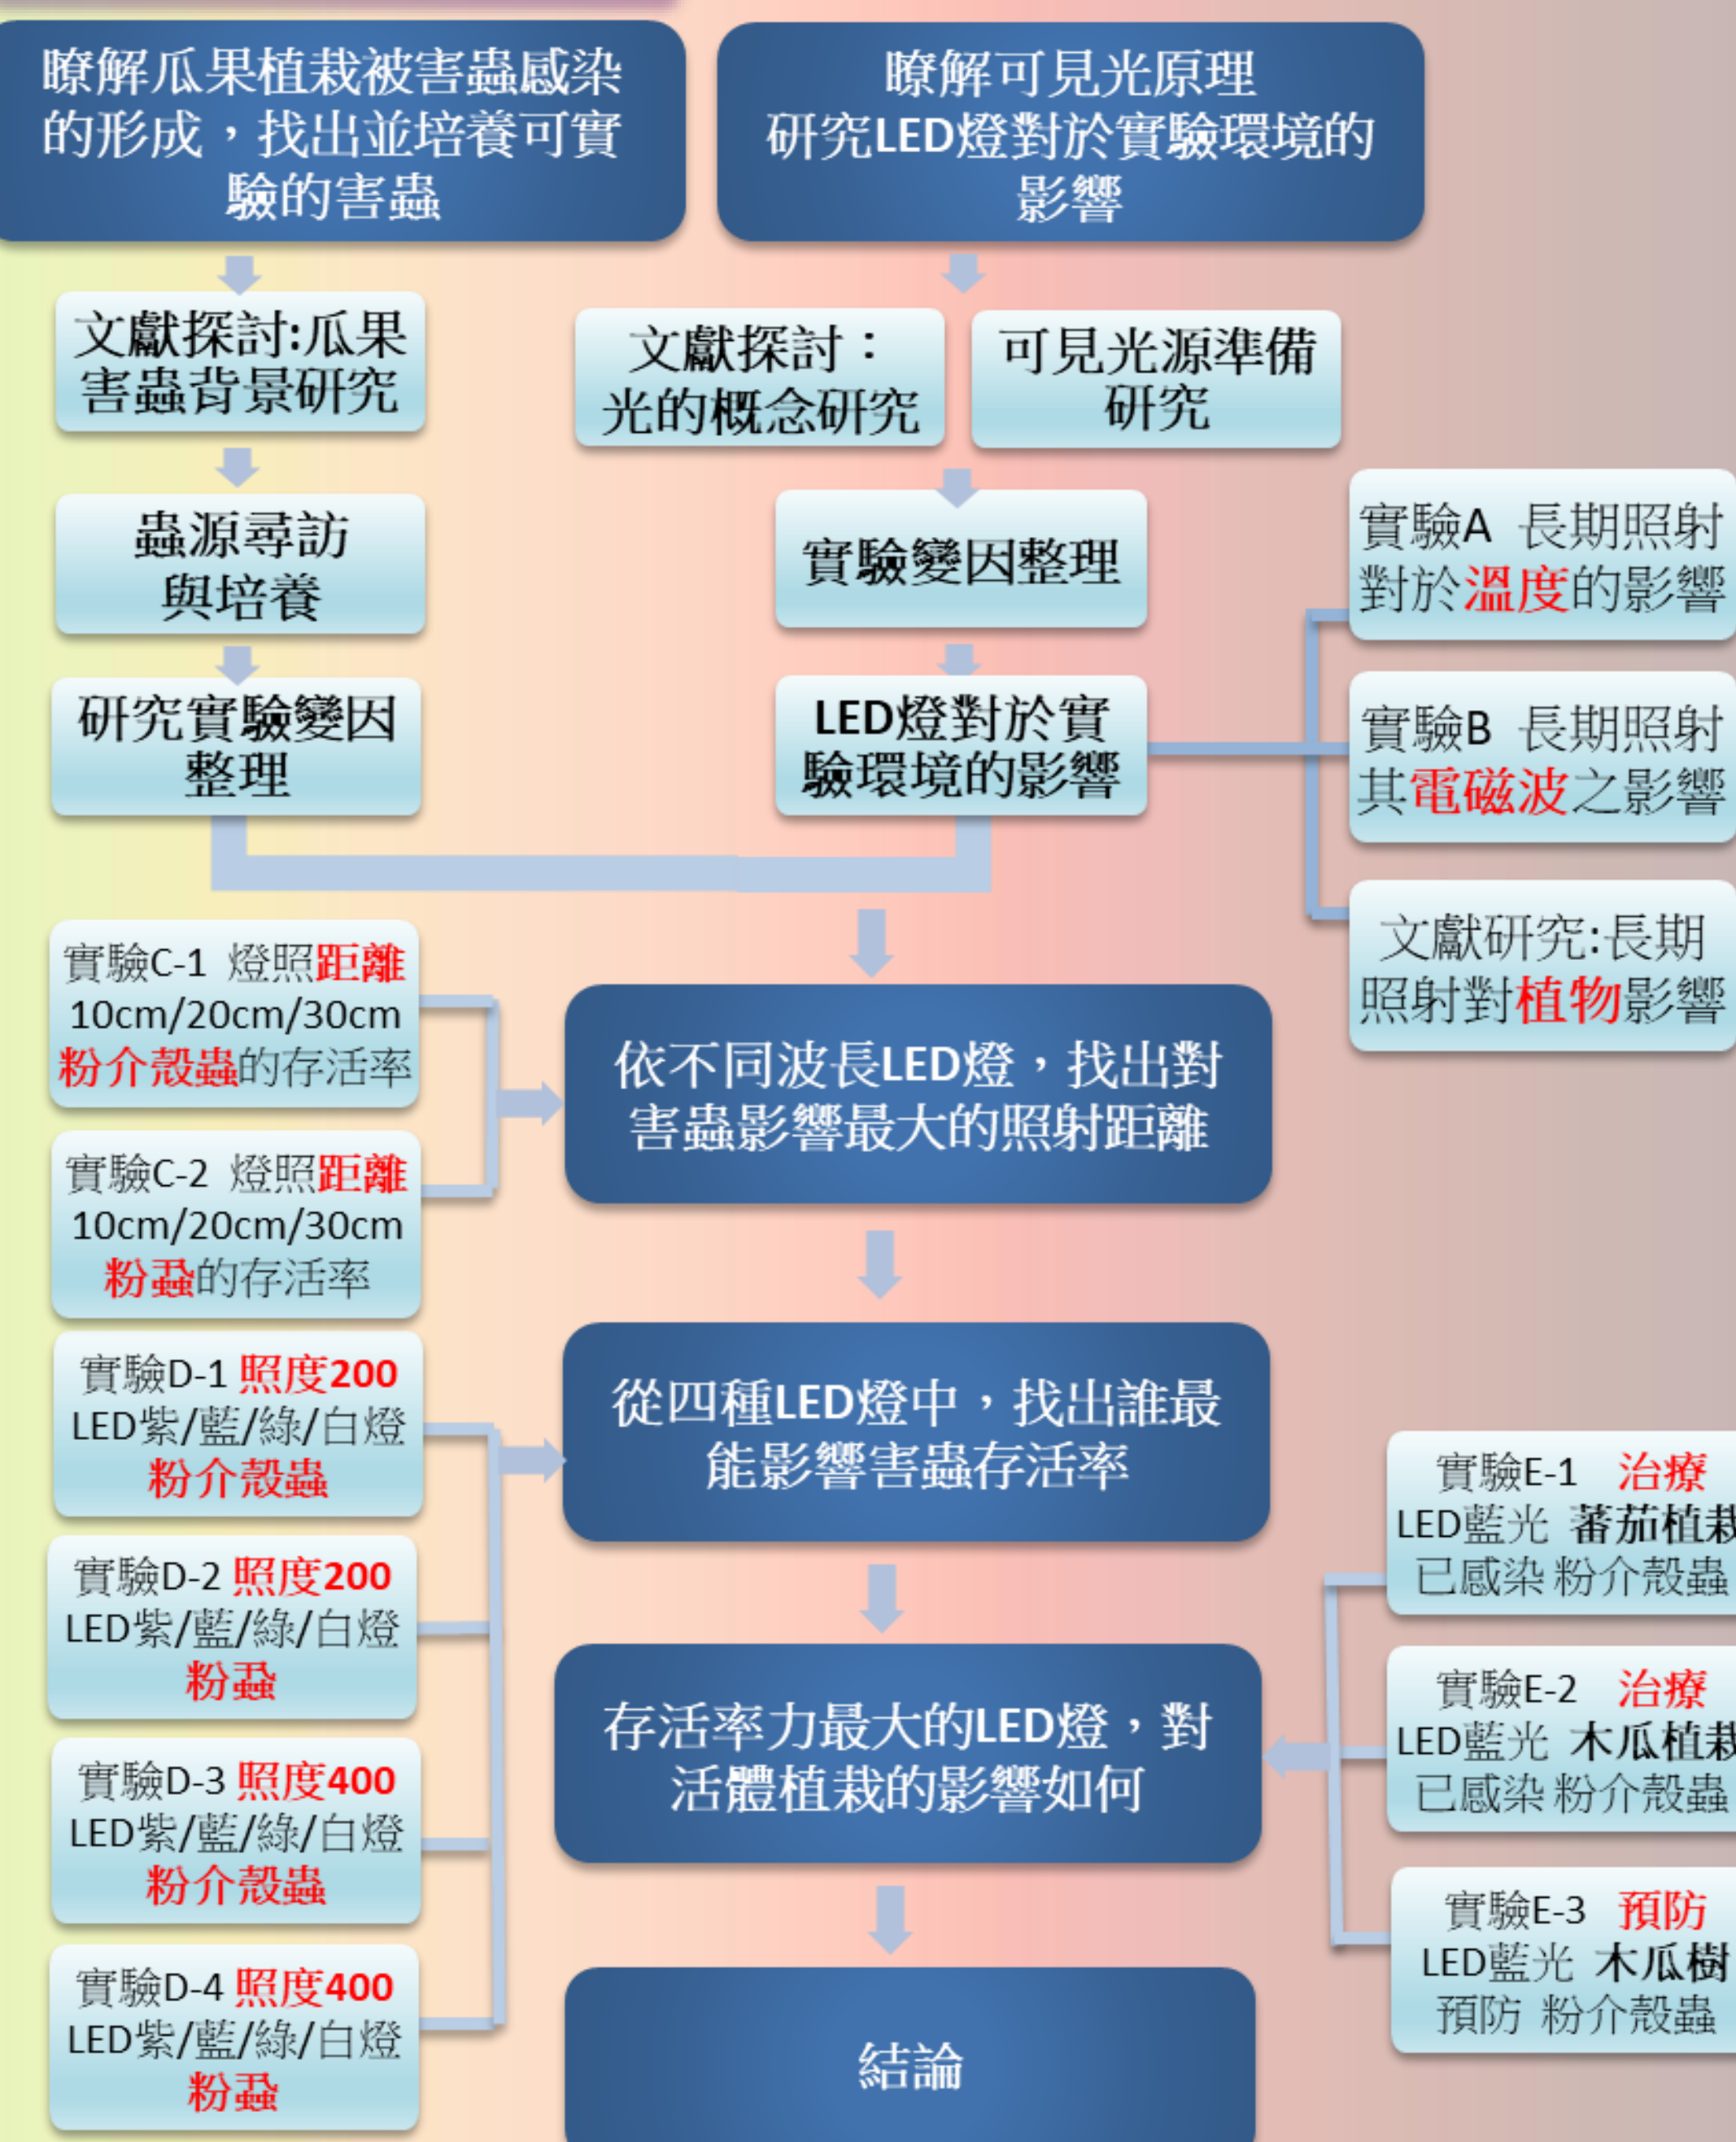 瞭解瓜果植栽被害蟲感染
的形成，找出並培養可實
驗的害蟲
瞭解可見光原理
研究LED燈對於實驗環境的
影響
文獻探討:瓜果
害蟲背景研究
文獻探討：
光的概念研究
可見光源準備
研究
蟲源尋訪
與培養
實驗變因整理
研究實驗變因
整理
LED燈對於實
驗環境的影響
實驗A 長期照射
對於溫度的影響
實驗B 長期照射
其電磁波之影響
文獻研究:長期
照射對植物影響
實驗C-1 燈照距離
10cm/20cm/30cm
粉介殼蟲的存活率
實驗C-2 燈照距離
10cm/20cm/30cm
粉蝨的存活率
依不同波長LED燈，找出對
害蟲影響最大的照射距離
實驗D-1 照度200
LED紫/藍/綠/白燈
粉介殼蟲
實驗D-2 照度200
LED紫/藍/綠/白燈
粉蝨
實驗D-3 照度400
LED紫/藍/綠/白燈
粉介殼蟲
實驗D-4 照度400
LED紫/藍/綠/白燈
粉蝨
從四種LED燈中，找出誰最
能影響害蟲存活率
存活率力最大的LED燈，對
活體植栽的影響如何
實驗E-1 治療
LED藍光 蕃茄植栽
已感染 粉介殼蟲
實驗E-2 治療
LED藍光 木瓜植栽
已感染 粉介殼蟲
實驗E-3 預防
LED藍光 木瓜樹
預防 粉介殼蟲
結論